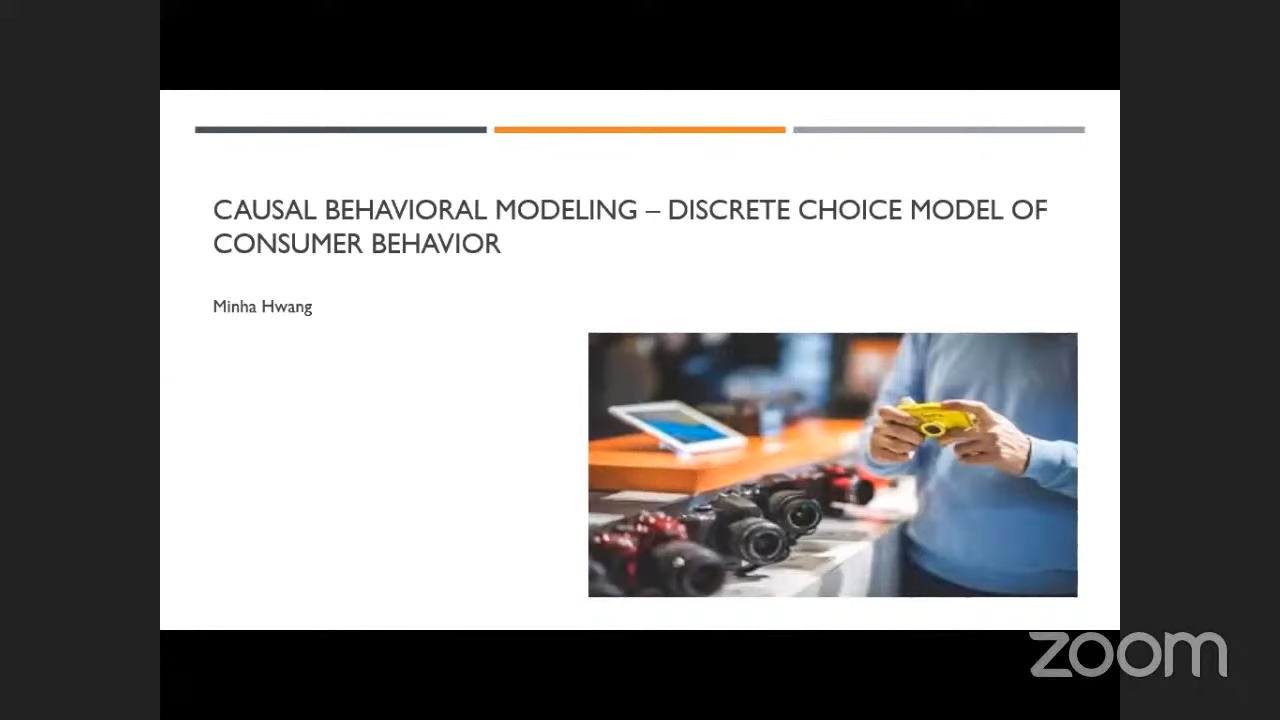 CAUSAL BEHAVIORAL MODELING – DISCRETE CHOICE MODEL OF
CONSUMER BEHAVIOR
Minha Hwang
zoom